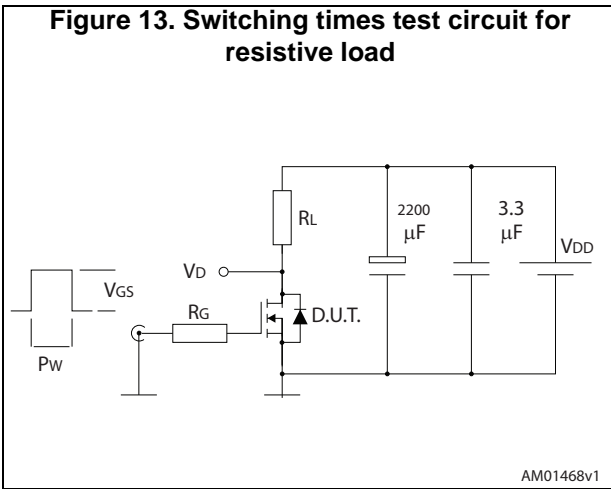 Figure 13. Switching times test circuit for
resistive load
RL
2200
μF
3.3
μF
VDD
VD
VGS
RG
D.U.T.
PW
AM01468v1